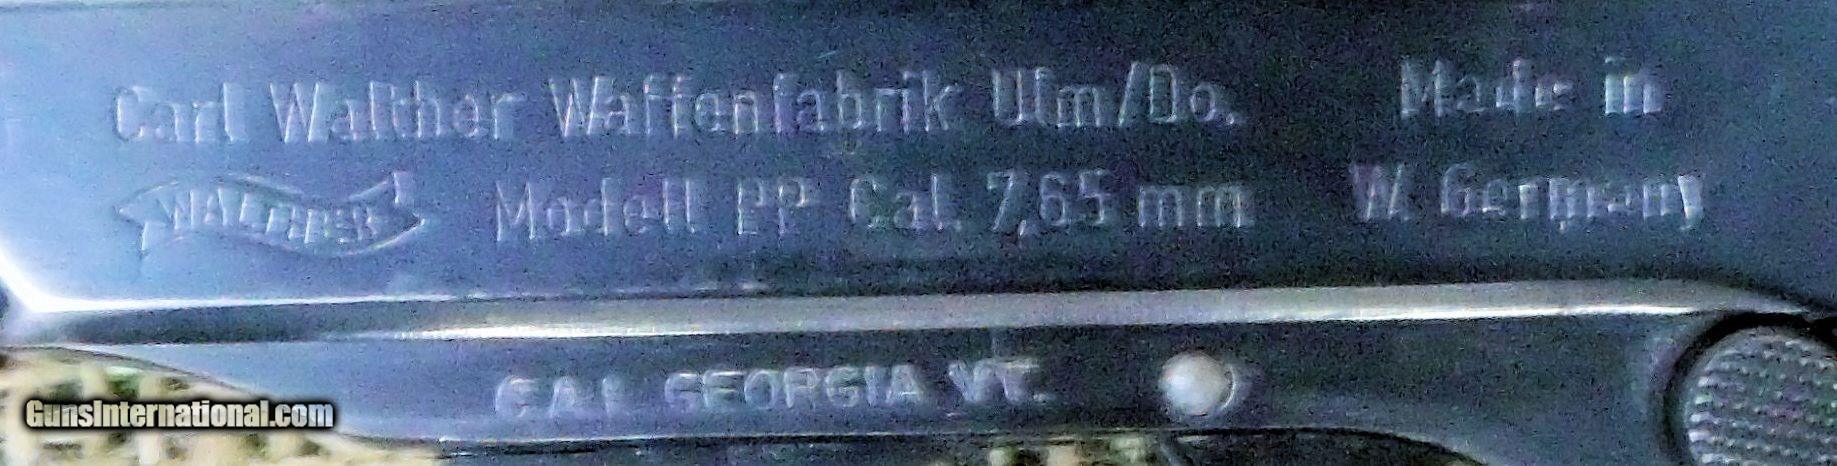 Carl Walther Waffenfabrik Ulm/Do.
WALTHER Modell PP Cal. 7,65 mm
Made in
W. Germany
C.A.I. GEORGIA VT.
GunsInternational.com